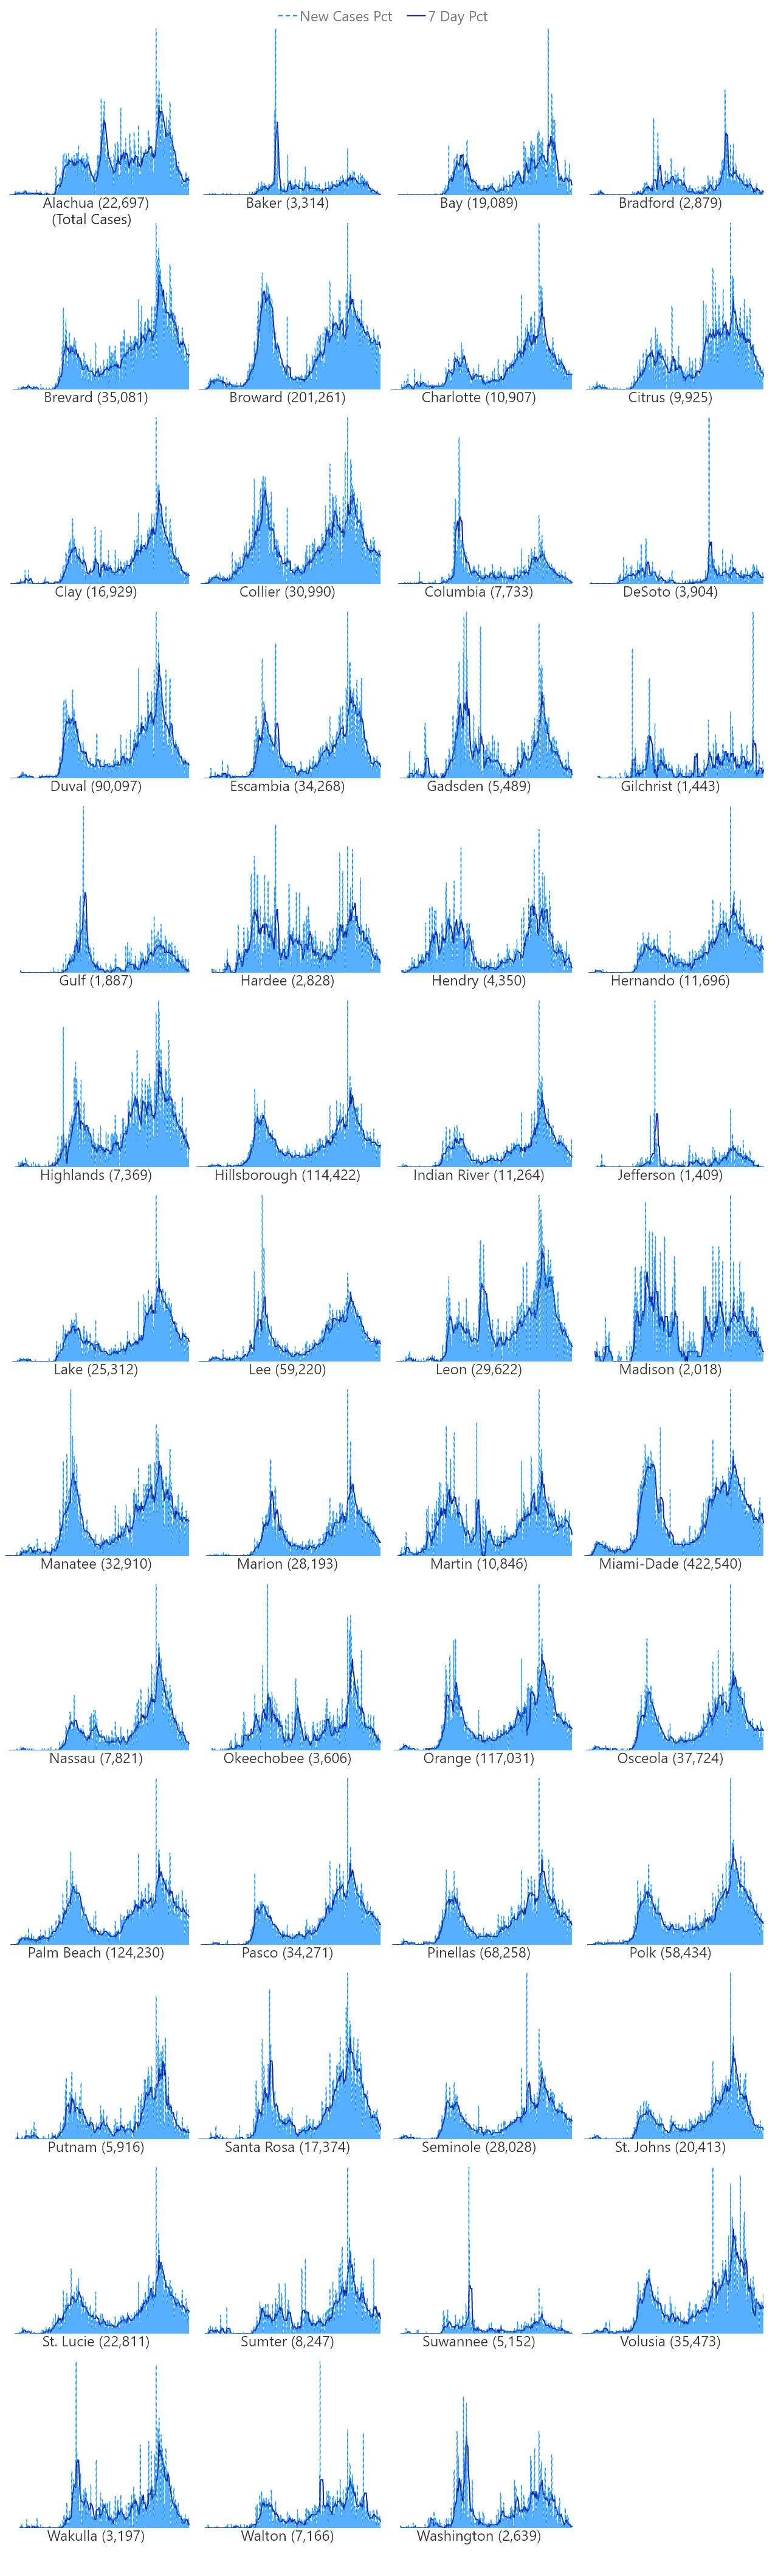 New Cases Pct 7 Day Pct
Alachua (22,697) Baker (3,314) Bay (19,089) Bradford (2,879)
(Total Cases)
Brevard (35,081) Broward (201,261) Charlotte (10,907) Citrus (9,925)
Clay (16,929) Collier (30,990) Columbia (7,733) DeSoto (3,904)
Duval (90,097) Escambia (34,268) Gadsden (5,489) Gilchrist (1,443)
Gulf (1,887) Hardee (2,828) Hendry (4,350) Hernando (11,696)
Highlands (7,369) Hillsborough (114,422) Indian River (11,264) Jefferson (1,409)
Lake (25,312) Lee (59,220) Leon (29,622) Madison (2,018)
Manatee (32,910) Marion (28,193) Martin (10,846) Miami-Dade (422,540)
Nassau (7,821) Okeechobee (3,606) Orange (117,031) Osceola (37,724)
Palm Beach (124,230) Pasco (34,271) Pinellas (68,258) Polk (58,434)
Putnam (5,916) Santa Rosa (17,374) Seminole (28,028) St. Johns (20,413)
St. Lucie (22,811) Sumter (8,247) Suwannee (5,152) Volusia (35,473)
Wakulla (3,197) Walton (7,166) Washington (2,639)